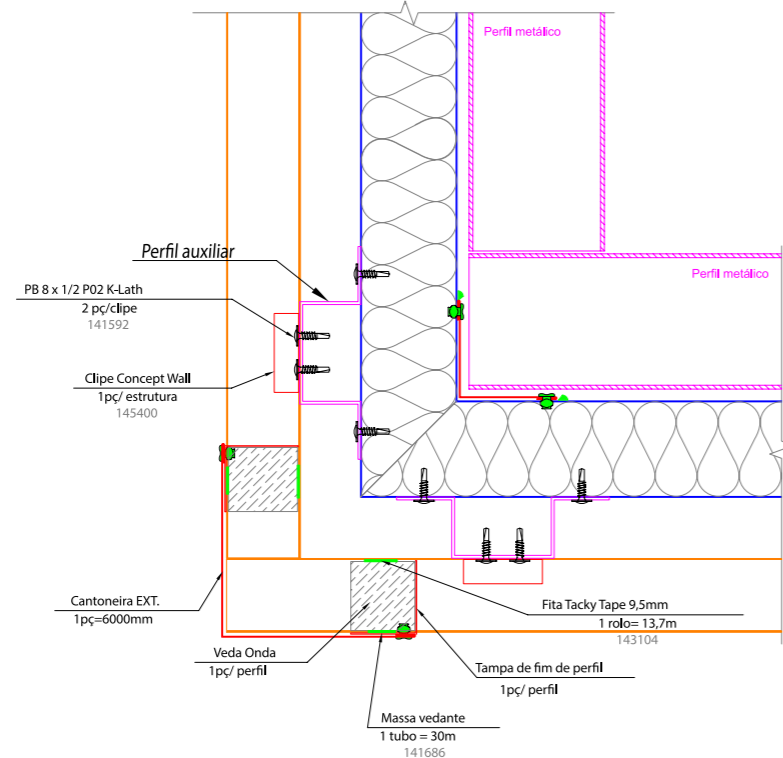 Perfil metálico
Perfil auxiliar
Perfil metálico
PB 8 x 1/2 P02 K-Lath
2 pç/clipe
141592
Clipe Concept Wall
1pç/ estrutura
145400
Cantoneira EXT.
1pç=6000mm
Fita Tacky Tape 9,5mm
1 rolo= 13,7m
143104
Veda Onda
1pç/ perfil
Tampa de fim de perfil
1pç/ perfil
Massa vedante
1 tubo = 30m
141686